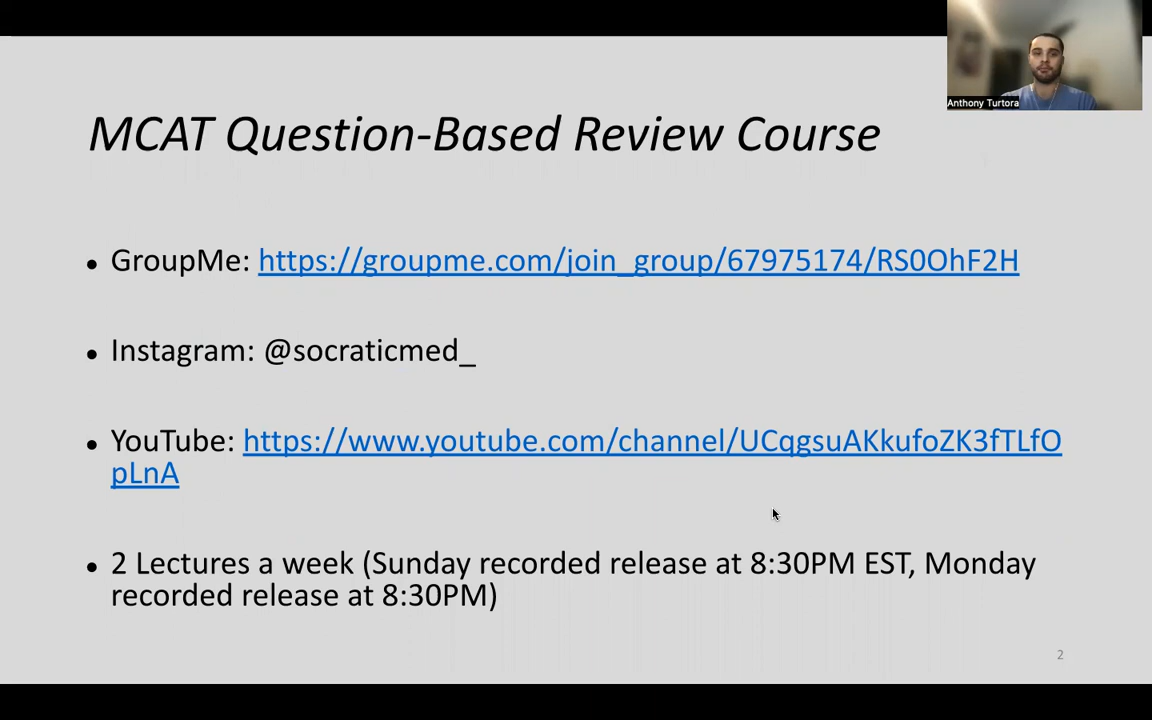 Anthony Turtora
MCAT Question-Based Review Course
• GroupMe: https://groupme.com/join_group/67975174/RS0OhF2H
• Instagram: @socraticmed_
• YouTube: https://www.youtube.com/channel/UCqgsuAKkufoZK3fTLfO
pLnA
• 2 Lectures a week (Sunday recorded release at 8:30PM EST, Monday
recorded release at 8:30PM)
2